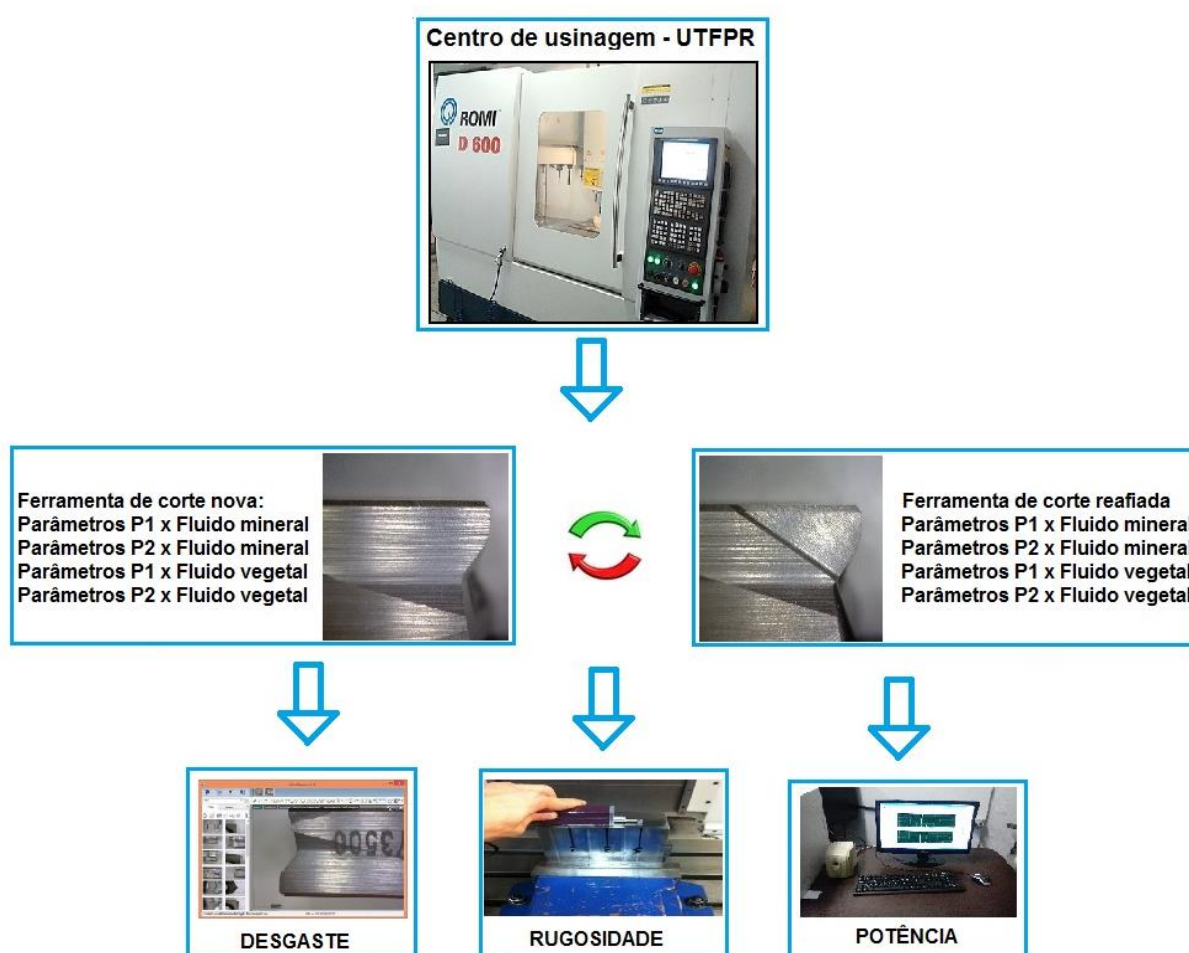 Centro de usinagem - UTFPR
ROMI
D 600
Ferramenta de corte nova:
Parâmetros P1 x Fluido mineral
Parâmetros P2 x Fluido mineral
Parâmetros P1 x Fluido vegetal
Parâmetros P2 x Fluido vegetal
Ferramenta de corte reafiada
Parâmetros P1 x Fluido mineral
Parâmetros P2 x Fluido mineral
Parâmetros P1 x Fluido vegetal
Parâmetros P2 x Fluido vegetal
73500
DESGASTE
RUGOSIDADE
POTÊNCIA